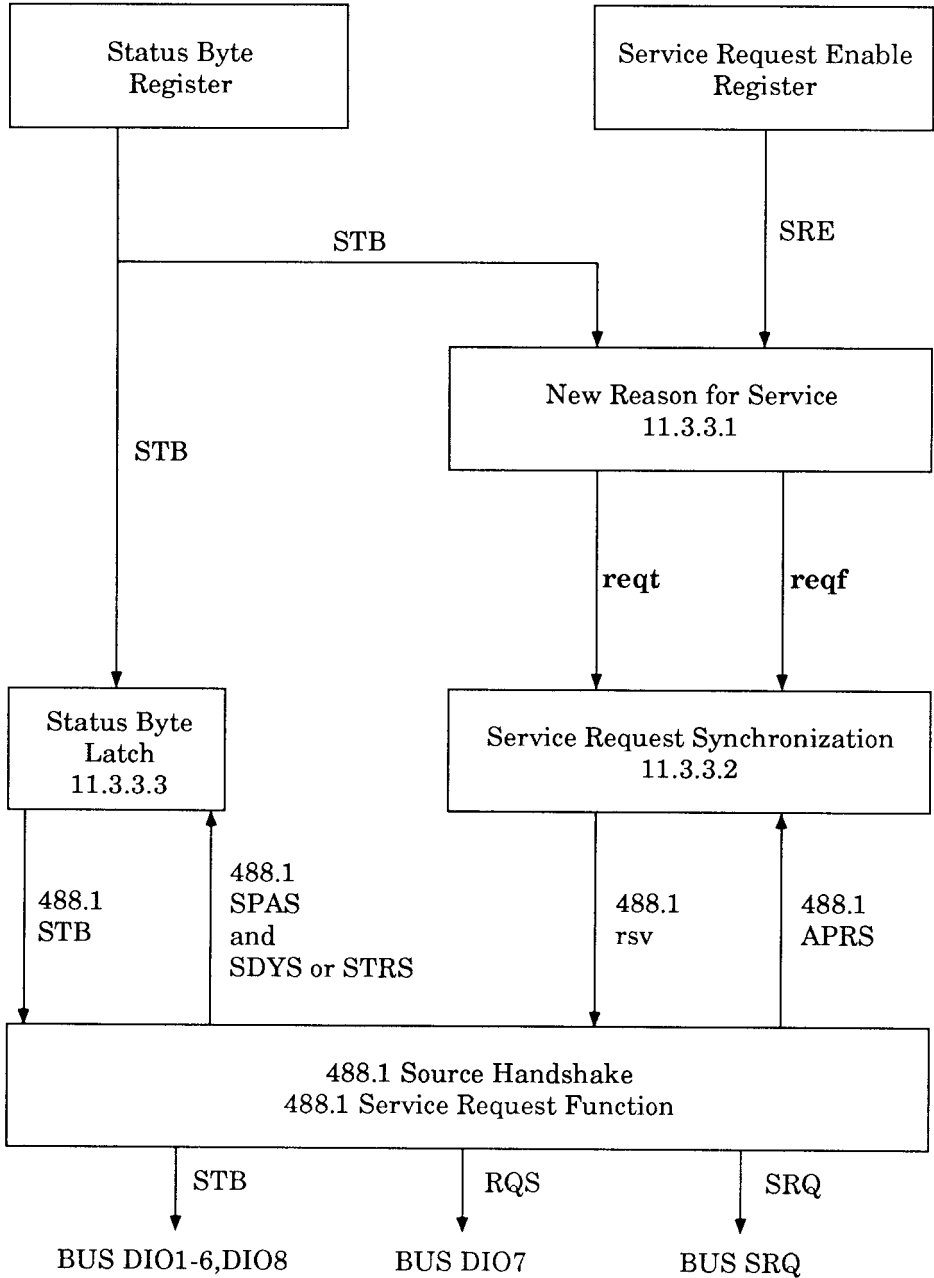 Status Byte
Register
Service Request Enable
Register
STB
SRE
New Reason for Service
11.3.3.1
STB
reqt
reqf
Status Byte
Latch
11.3.3.3
Service Request Synchronization
11.3.3.2
488.1
STB
488.1
SPAS
and
SDYS or STRS
488.1
rsv
488.1
APRS
488.1 Source Handshake
488.1 Service Request Function
STB
RQS
SRQ
BUS DIO1-6,DIO8
BUS DIO7
BUS SRQ